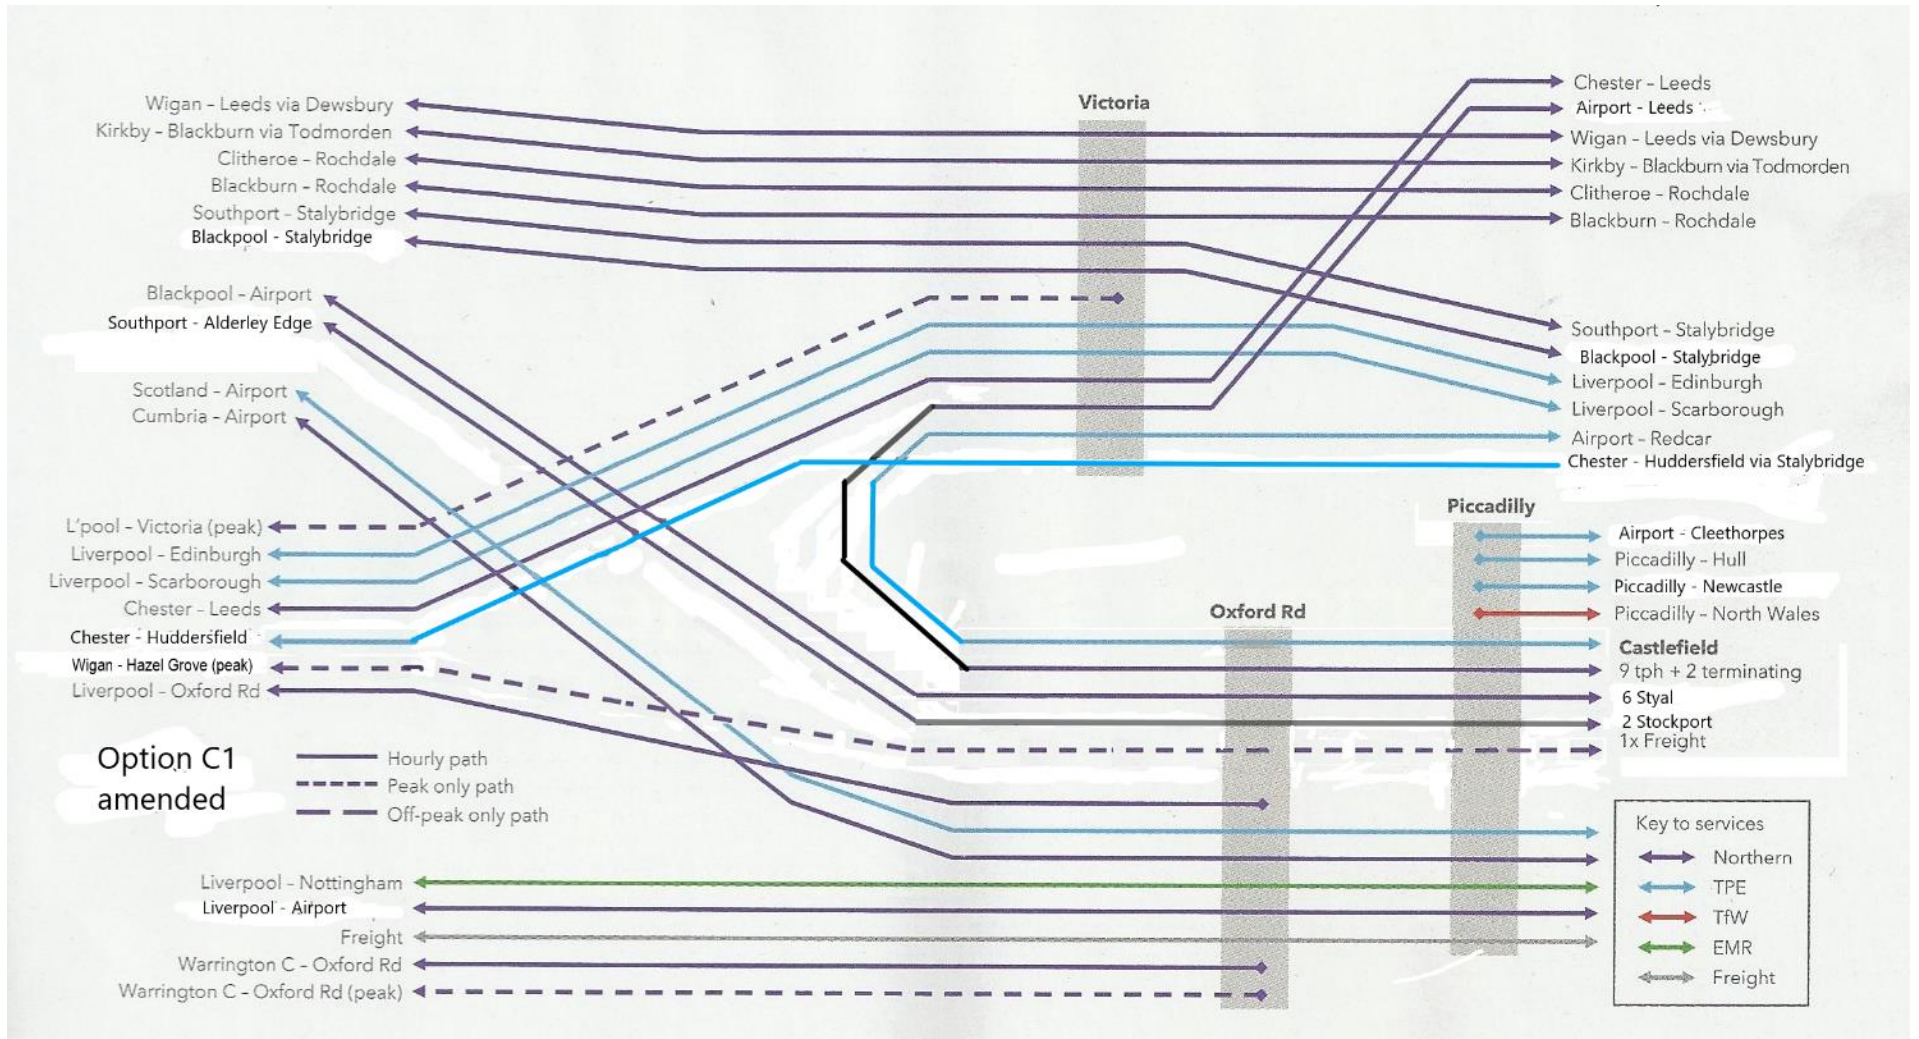 Victoria
Wigan – Leeds via Dewsbury
Kirkby – Blackburn via Todmorden
Clitheroe – Rochdale
Blackburn – Rochdale
Southport – Stalybridge
Blackpool - Stalybridge
Blackpool – Airport
Southport - Alderley Edge
Scotland – Airport
Cumbria – Airport
L'pool – Victoria (peak)
Liverpool – Edinburgh
Liverpool – Scarborough
Chester – Leeds
Chester - Huddersfield
Wigan - Hazel Grove (peak)
Liverpool – Oxford Rd
Chester – Leeds
Airport - Leeds
Wigan – Leeds via Dewsbury
Kirkby – Blackburn via Todmorden
Clitheroe – Rochdale
Blackburn – Rochdale
Southport – Stalybridge
Blackpool - Stalybridge
Liverpool – Edinburgh
Liverpool – Scarborough
Airport – Redcar
Chester - Huddersfield via Stalybridge
Piccadilly
Airport - Cleethorpes
Piccadilly – Hull
Piccadilly - Newcastle
Piccadilly – North Wales
Oxford Rd
Castlefield
9 tph + 2 terminating
6 Styal
2 Stockport
1x Freight
Option C1
amended
Hourly path
Peak only path
Off-peak only path
Liverpool – Nottingham
Liverpool - Airport
Freight
Warrington C – Oxford Rd
Warrington C – Oxford Rd (peak)
Key to services
Northern
TPE
TfW
EMR
Freight